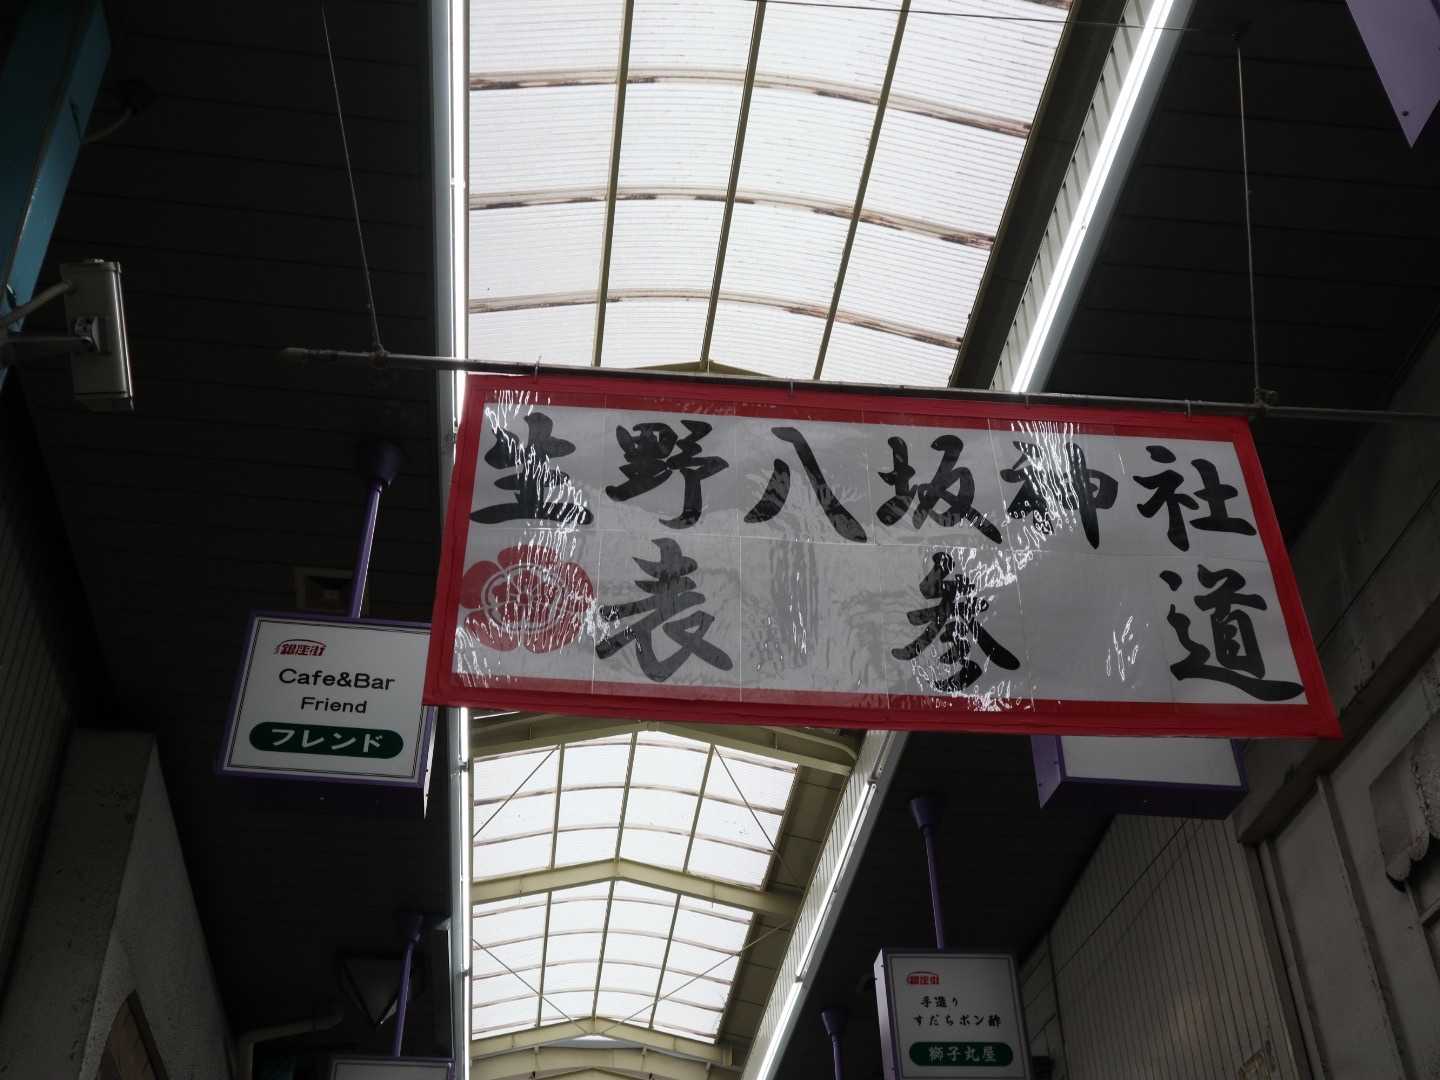 生野八坂神社
表参道
銀座街
Cafe&Bar
Friend
フレンド
銀座街
手造り
すだちポン酢
獅子丸屋